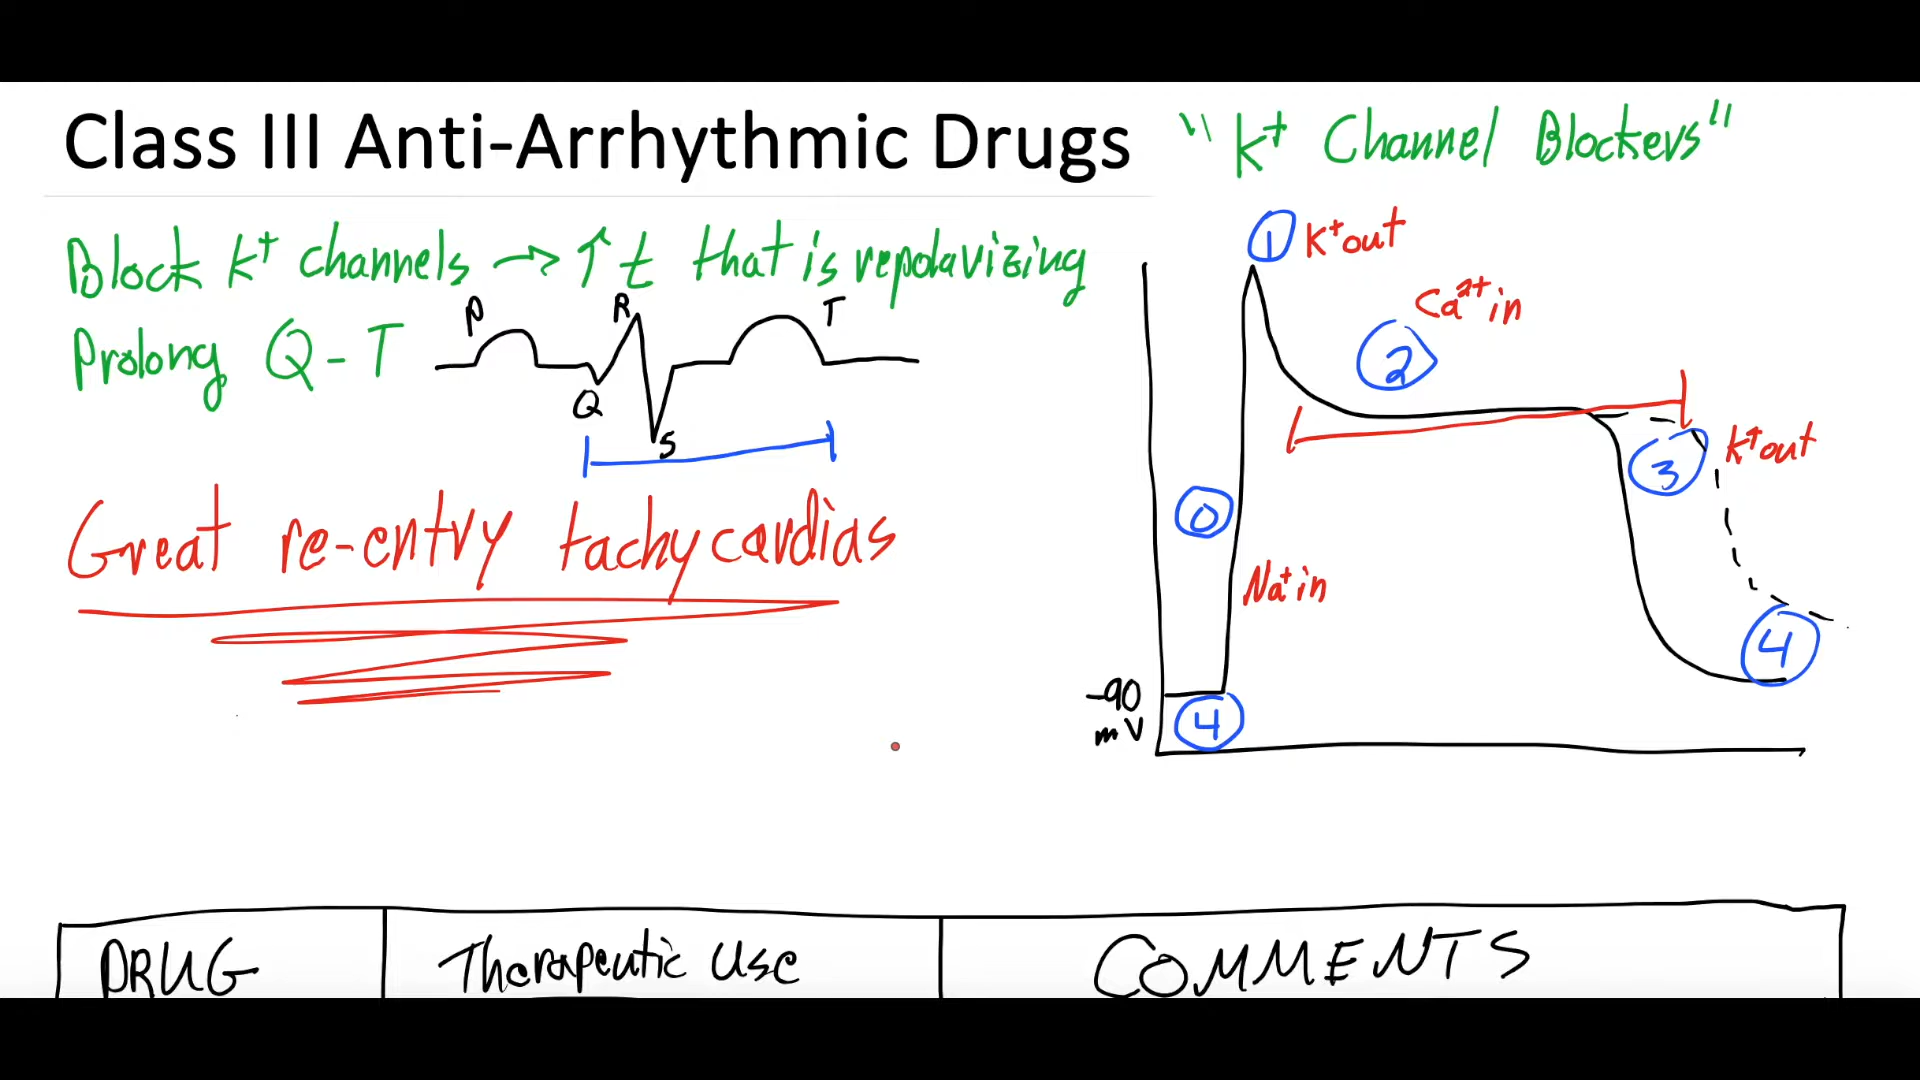 Class III Anti-Arrhythmic Drugs "K+ Channel Blockers"
Block K+ channels → ↑ t that is repolarizing
Prolong Q-T
P
R
T
Q
S
Great re-entry tachycardias
1 K+ out
Ca2+ in
2
3 K+ out
0
Na+ in
4
-90
mV
4
DRUG Therapeutic Use COMMENTS